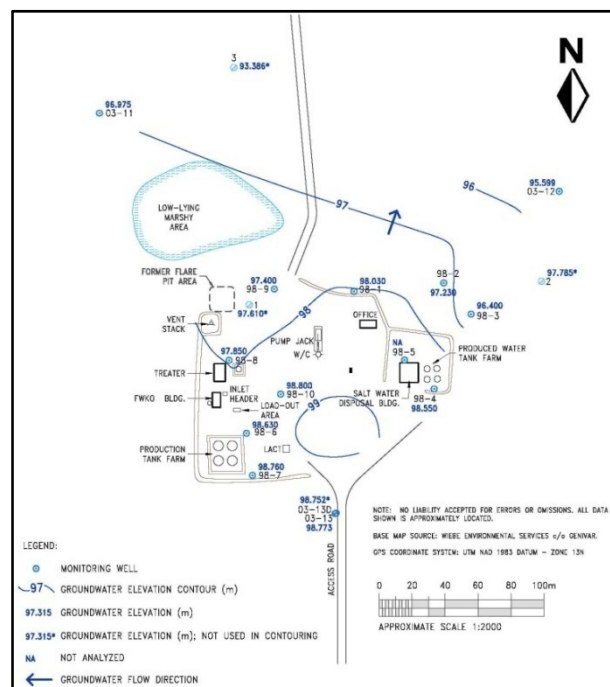 3
93.386*
N
96.975
03-11
97
96
95.599
03-12
LOW-LYING
MARSHY
AREA
FORMER FLARE
PIT AREA
97.400
98-9
1
97.610*
98.030
98-1
98-2
97.230
97.785*
2
96.400
98-3
VENT
STACK
98
OFFICE
PUMP JACK
W/C
NA
98-5
PRODUCED WATER
TANK FARM
97.850
98-8
TREATER
INLET
HEADER
FWKO BLDG.
98.800
98-10
LOAD-OUT
AREA
SALT WATER
DISPOSAL BLDG.
98-4
98.550
99
98.630
98-6
LACT
PRODUCTION
TANK FARM
98.760
98-7
98.752*
03-13D
03-13
98.773
ACCESS ROAD
NOTE: NO LIABILITY ACCEPTED FOR ERRORS OR OMISSIONS. ALL DATA
SHOWN IS APPROXIMATELY LOCATED.
BASE MAP SOURCE: WIEBE ENVIRONMENTAL SERVICES c/o GENIVAR.
GPS COORDINATE SYSTEM: UTM NAD 1983 DATUM – ZONE 13N
LEGEND:
MONITORING WELL
97 GROUNDWATER ELEVATION CONTOUR (m)
97.315 GROUNDWATER ELEVATION (m)
97.315* GROUNDWATER ELEVATION (m); NOT USED IN CONTOURING
NA NOT ANALYZED
GROUNDWATER FLOW DIRECTION
0 20 40 60 100m
APPROXIMATE SCALE 1:2000